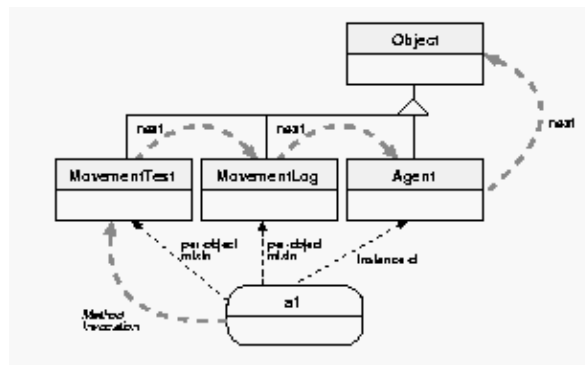 Object
next
next
next
MovementTest
MovementLog
Agent
per-object
mixin
per-object
mixin
instance-of
a1
Method
Invocation